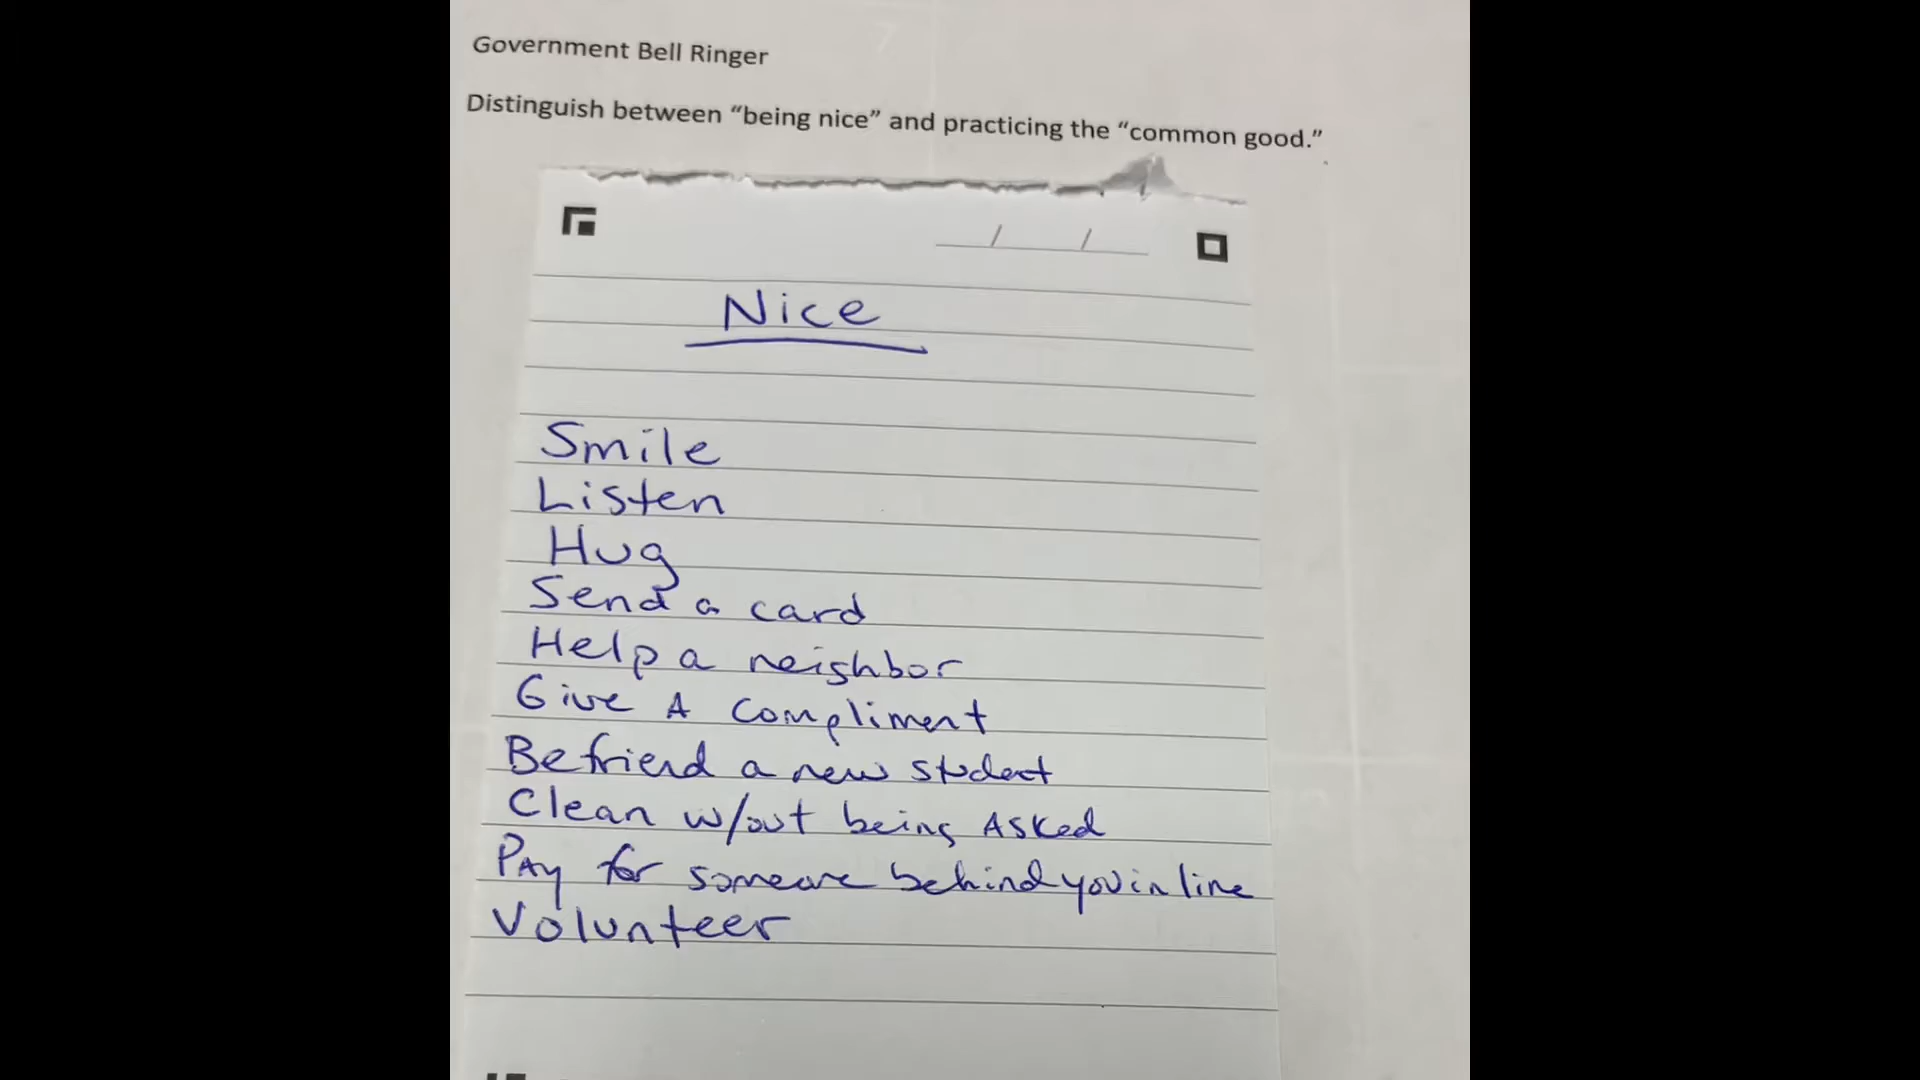 Government Bell Ringer
Distinguish between “being nice” and practicing the “common good.”
/ /
Nice
Smile
Listen
Hug
Send a card
Help a neighbor
Give A compliment
Befriend a new student
Clean w/out being Asked
PAy for someone behind you in line
Volunteer